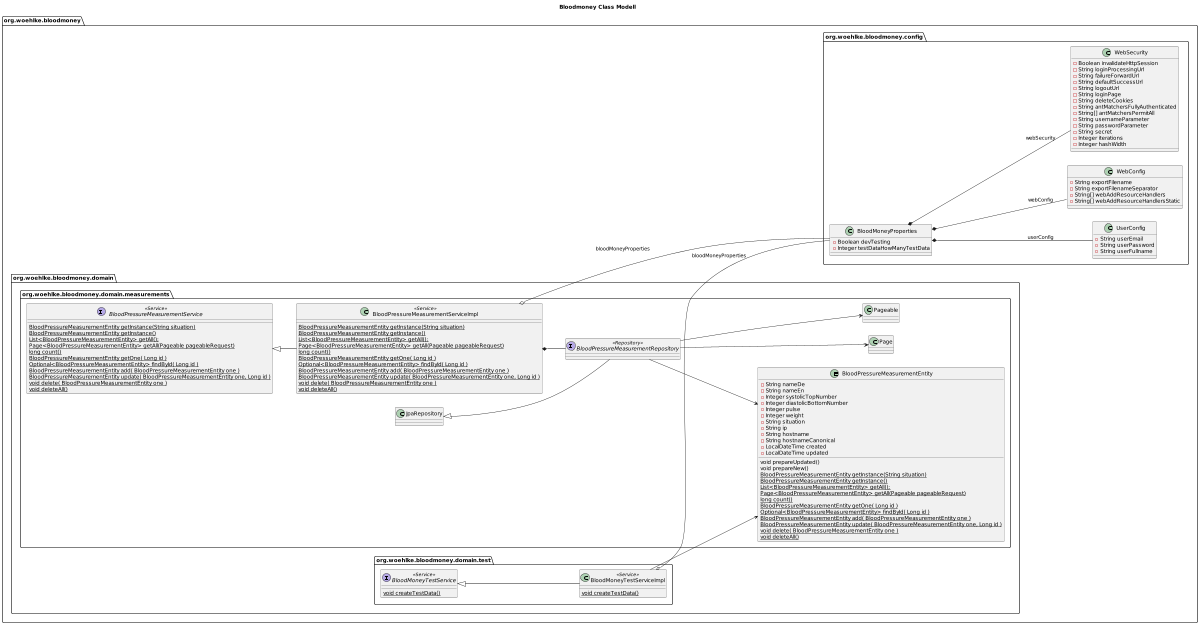 Bloodmoney Class Modell
org.woehlke.bloodmoney
org.woehlke.bloodmoney.config
WebSecurity
Boolean invalidateHttpSession
String loginProcessingUrl
String failureForwardUrl
String defaultSuccessUrl
String logoutUrl
String loginPage
String deleteCookies
String antMatchersFullyAuthenticated
String[] antMatchersPermitAll
String usernameParameter
String passwordParameter
String secret
Integer iterations
Integer hashWidth
webSecurity
WebConfig
String exportFilename
String exportFilenameSeparator
String[] webAddResourceHandlers
String[] webAddResourceHandlersStatic
webConfig
BloodMoneyProperties
Boolean devTesting
Integer testDataHowManyTestData
userConfig
UserConfig
String userEmail
String userPassword
String userFullname
bloodMoneyProperties
bloodMoneyProperties
org.woehlke.bloodmoney.domain
org.woehlke.bloodmoney.domain.measurements
«Service»
BloodPressureMeasurementService
BloodPressureMeasurementEntity getInstance(String situation)
BloodPressureMeasurementEntity getInstance()
List<BloodPressureMeasurementEntity> getAll();
Page<BloodPressureMeasurementEntity> getAll(Pageable pageableRequest)
long count()
BloodPressureMeasurementEntity getOne( Long id )
Optional<BloodPressureMeasurementEntity> findById( Long id )
BloodPressureMeasurementEntity add( BloodPressureMeasurementEntity one )
BloodPressureMeasurementEntity update( BloodPressureMeasurementEntity one, Long id )
void delete( BloodPressureMeasurementEntity one )
void deleteAll()
«Service»
BloodPressureMeasurementServiceImpl
BloodPressureMeasurementEntity getInstance(String situation)
BloodPressureMeasurementEntity getInstance()
List<BloodPressureMeasurementEntity> getAll();
Page<BloodPressureMeasurementEntity> getAll(Pageable pageableRequest)
long count()
BloodPressureMeasurementEntity getOne( Long id )
Optional<BloodPressureMeasurementEntity> findById( Long id )
BloodPressureMeasurementEntity add( BloodPressureMeasurementEntity one )
BloodPressureMeasurementEntity update( BloodPressureMeasurementEntity one, Long id )
void delete( BloodPressureMeasurementEntity one )
void deleteAll()
«Repository»
BloodPressureMeasurementRepository
Pageable
Page
JpaRepository
BloodPressureMeasurementEntity
String nameDe
String nameEn
Integer systolicTopNumber
Integer diastolicBottomNumber
Integer pulse
Integer weight
String situation
String ip
String hostname
String hostnameCanonical
LocalDateTime created
LocalDateTime updated
void prepareUpdated()
void prepareNew()
BloodPressureMeasurementEntity getInstance(String situation)
BloodPressureMeasurementEntity getInstance()
List<BloodPressureMeasurementEntity> getAll();
Page<BloodPressureMeasurementEntity> getAll(Pageable pageableRequest)
long count()
BloodPressureMeasurementEntity getOne( Long id )
Optional<BloodPressureMeasurementEntity> findById( Long id )
BloodPressureMeasurementEntity add( BloodPressureMeasurementEntity one )
BloodPressureMeasurementEntity update( BloodPressureMeasurementEntity one, Long id )
void delete( BloodPressureMeasurementEntity one )
void deleteAll()
org.woehlke.bloodmoney.domain.test
«Service»
BloodMoneyTestService
void createTestData()
«Service»
BloodMoneyTestServiceImpl
void createTestData()